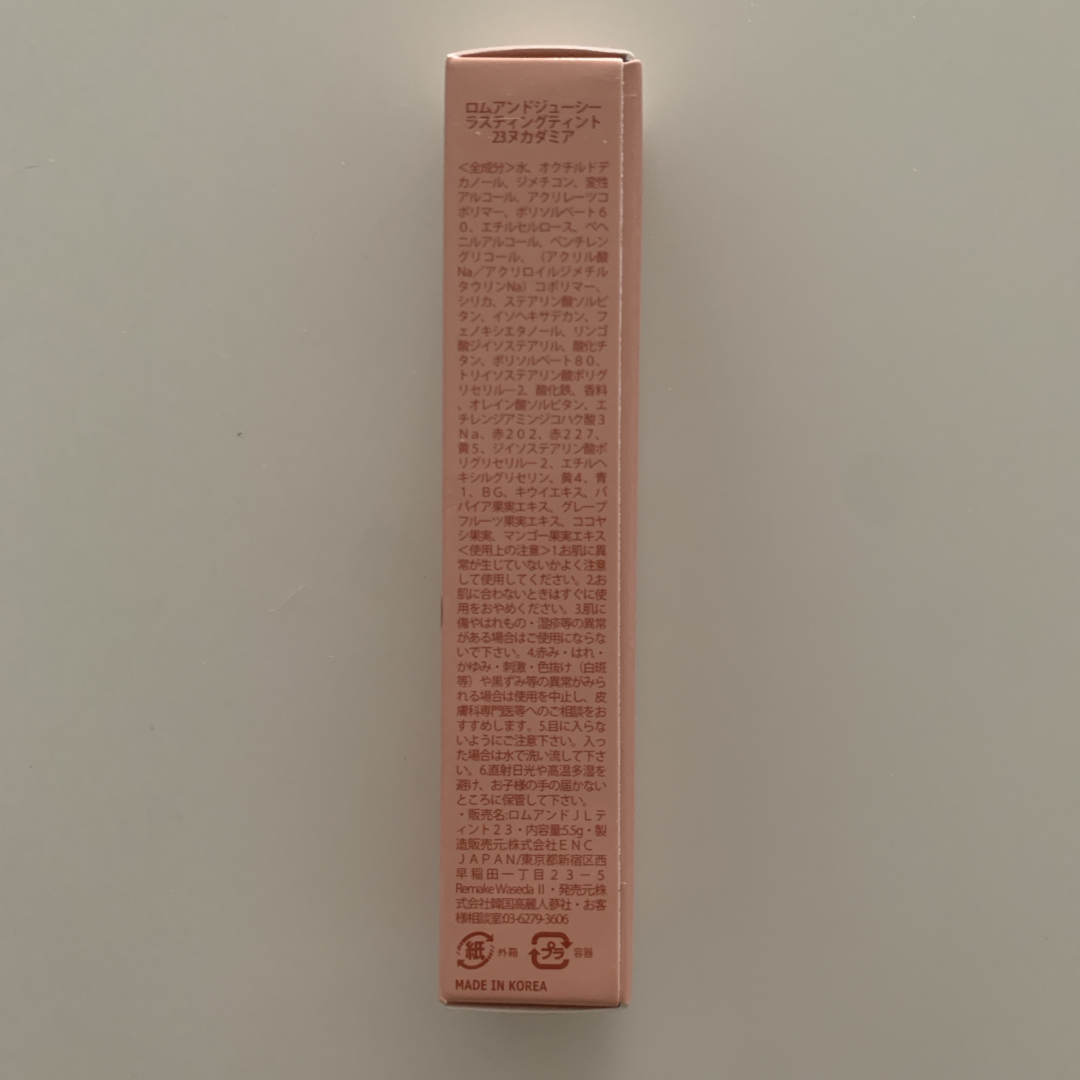 ロムアンドジューシー
ラスティングティント
23ヌカダミア
＜全成分＞水、オクチルドデ
カノール、ジメチコン、変性
アルコール、アクリレーツコ
ポリマー、ポリソルベート６
０、エチルセルロース、ベヘ
ニルアルコール、ペンチレン
グリコール、（アクリル酸
Na／アクリロイルジメチル
タウリンNa）コポリマー、
シリカ、ステアリン酸ソルビ
タン、イソヘキサデカン、フ
ェノキシエタノール、リンゴ
酸ジイソステアリル、酸化チ
タン、ポリソルベート８０、
トリイソステアリン酸ポリグ
リセリルー2、酸化鉄、香料
、オレイン酸ソルビタン、エ
チレンジアミンジコハク酸３
Ｎａ、赤２０２、赤２２７、
黄５、ジイソステアリン酸ポ
リグリセリルー２、エチルヘ
キシルグリセリン、黄４、青
１、ＢＧ、キウイエキス、パ
パイア果実エキス、グレープ
フルーツ果実エキス、ココヤ
シ果実、マンゴー果実エキス
＜使用上の注意＞1.お肌に異
常が生じていないかよく注意
して使用してください。2.お
肌に合わないときはすぐに使
用をおやめください。3.肌に
傷やはれもの・湿疹等の異常
がある場合はご使用にならな
いで下さい。4.赤み・はれ・
かゆみ・刺激・色抜け（白斑
等）や黒ずみ等の異常がみら
れる場合は使用を中止し、皮
膚科専門医等へのご相談をお
すすめします。5.目に入らな
いようにご注意下さい。入っ
た場合は水で洗い流して下さ
い。6.直射日光や高温多湿を
避け、お子様の手の届かない
ところに保管して下さい。
・販売名:ロムアンドＪＬテ
ィント２３・内容量5.5g・製
造販売元:株式会社ＥＮＣ
ＪＡＰＡＮ/東京都新宿区西
早稲田一丁目２３－５
Remake Waseda Ⅱ・発売元:株
式会社韓国高麗人蔘社・お客
様相談室:03-6279-3606
紙 外箱 プラ 容器
MADE IN KOREA